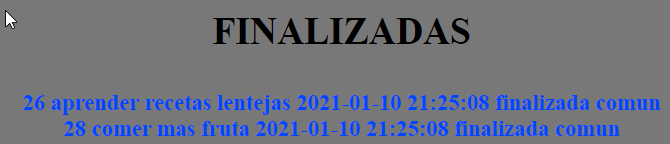 FINALIZADAS
26 aprender recetas lentejas 2021-01-10 21:25:08 finalizada comun
28 comer mas fruta 2021-01-10 21:25:08 finalizada comun